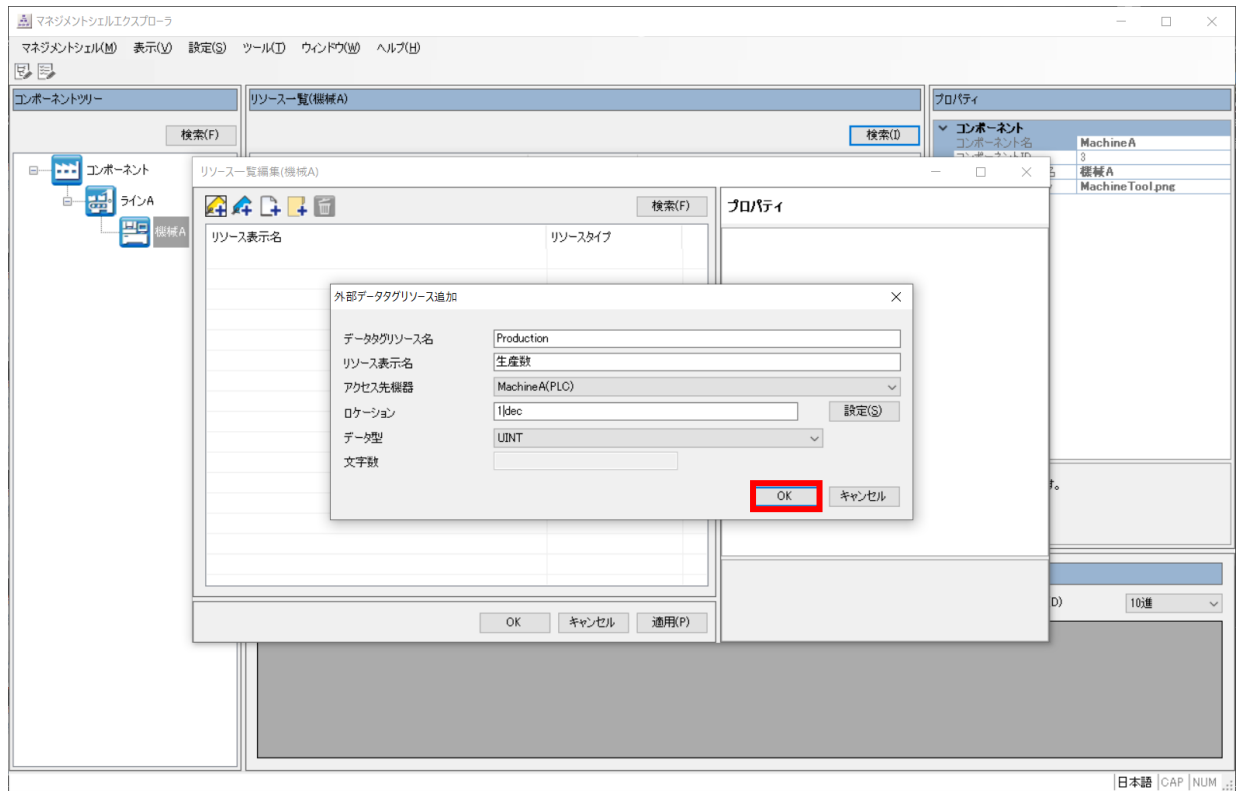 マネジメントシェルエクスプローラ
マネジメントシェル(M) 表示(V) 設定(S) ツール(T) ウィンドウ(W) ヘルプ(H)
コンポーネントツリー
検索(F)
コンポーネント
ラインA
機械A
リソース一覧(機械A)
検索(I)
プロパティ
コンポーネント
コンポーネント名 MachineA
コンポーネントID 3
機械A
MachineTool.png
リソース一覧編集(機械A)
検索(F)
リソース表示名 リソースタイプ
プロパティ
外部データタグリソース追加
データタグリソース名 Production
リソース表示名 生産数
アクセス先機器 MachineA(PLC)
ロケーション 1|dec 設定(S)
データ型 UINT
文字数
OK キャンセル
す。
OK キャンセル 適用(P)
D) 10進
日本語 CAP NUM